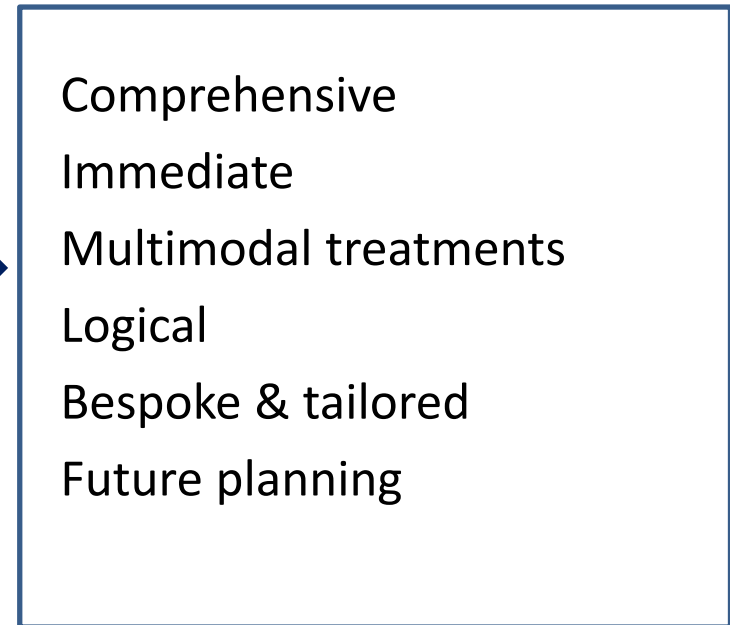 Comprehensive
Immediate
Multimodal treatments
Logical
Bespoke & tailored
Future planning